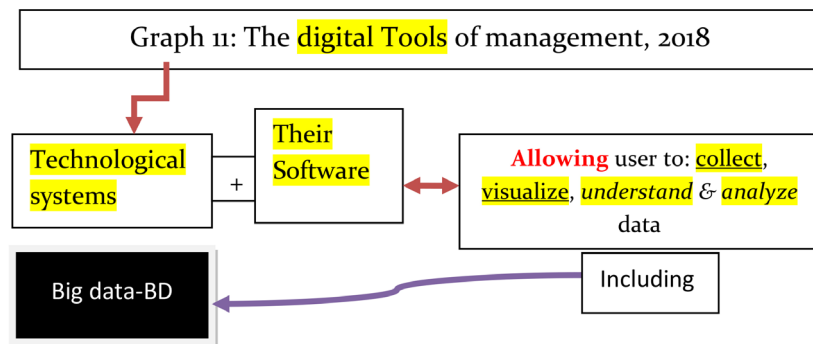 Graph 11: The digital Tools of management, 2018
Technological
systems
+
Their
Software
Allowing user to: collect,
visualize, understand & analyze
data
Big data-BD
Including